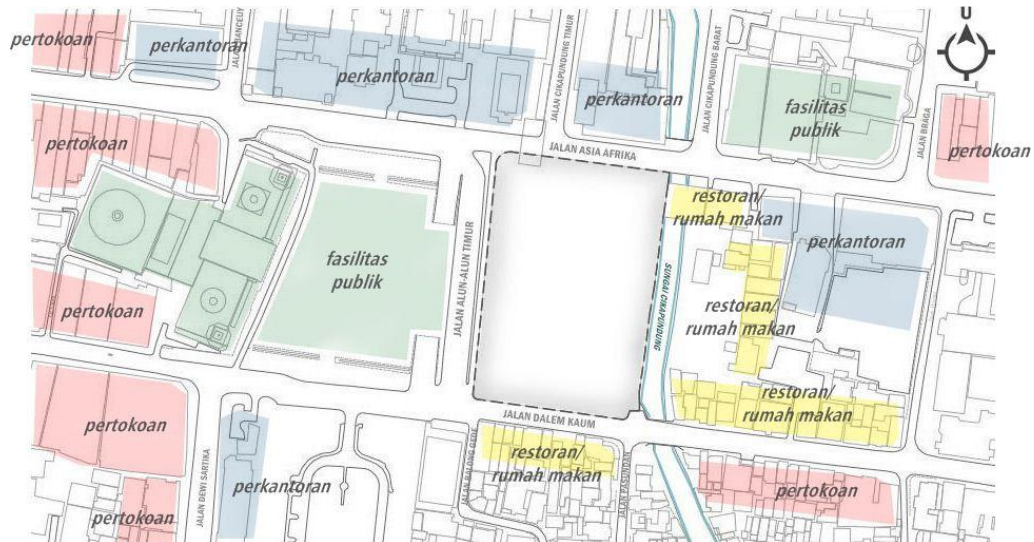 U
pertokoan
perkantoran
perkantoran
JALAN CIKAPUNDUNG TIMUR
perkantoran
JALAN CIKAPUNDUNG BARAT
fasilitas
publik
JALAN BRAGA
pertokoan
pertokoan
JALAN ASIA AFRIKA
restoran/
rumah makan
perkantoran
fasilitas
publik
JALAN ALUN-ALUN TIMUR
SUNGAI CIKAPUNDUNG
restoran/
rumah makan
pertokoan
restoran/
rumah makan
pertokoan
JALAN DALEM KAUM
restoran/
rumah makan
JALAN DEWI SARTIKA
perkantoran
JALAN PASUNDAN
pertokoan
pertokoan